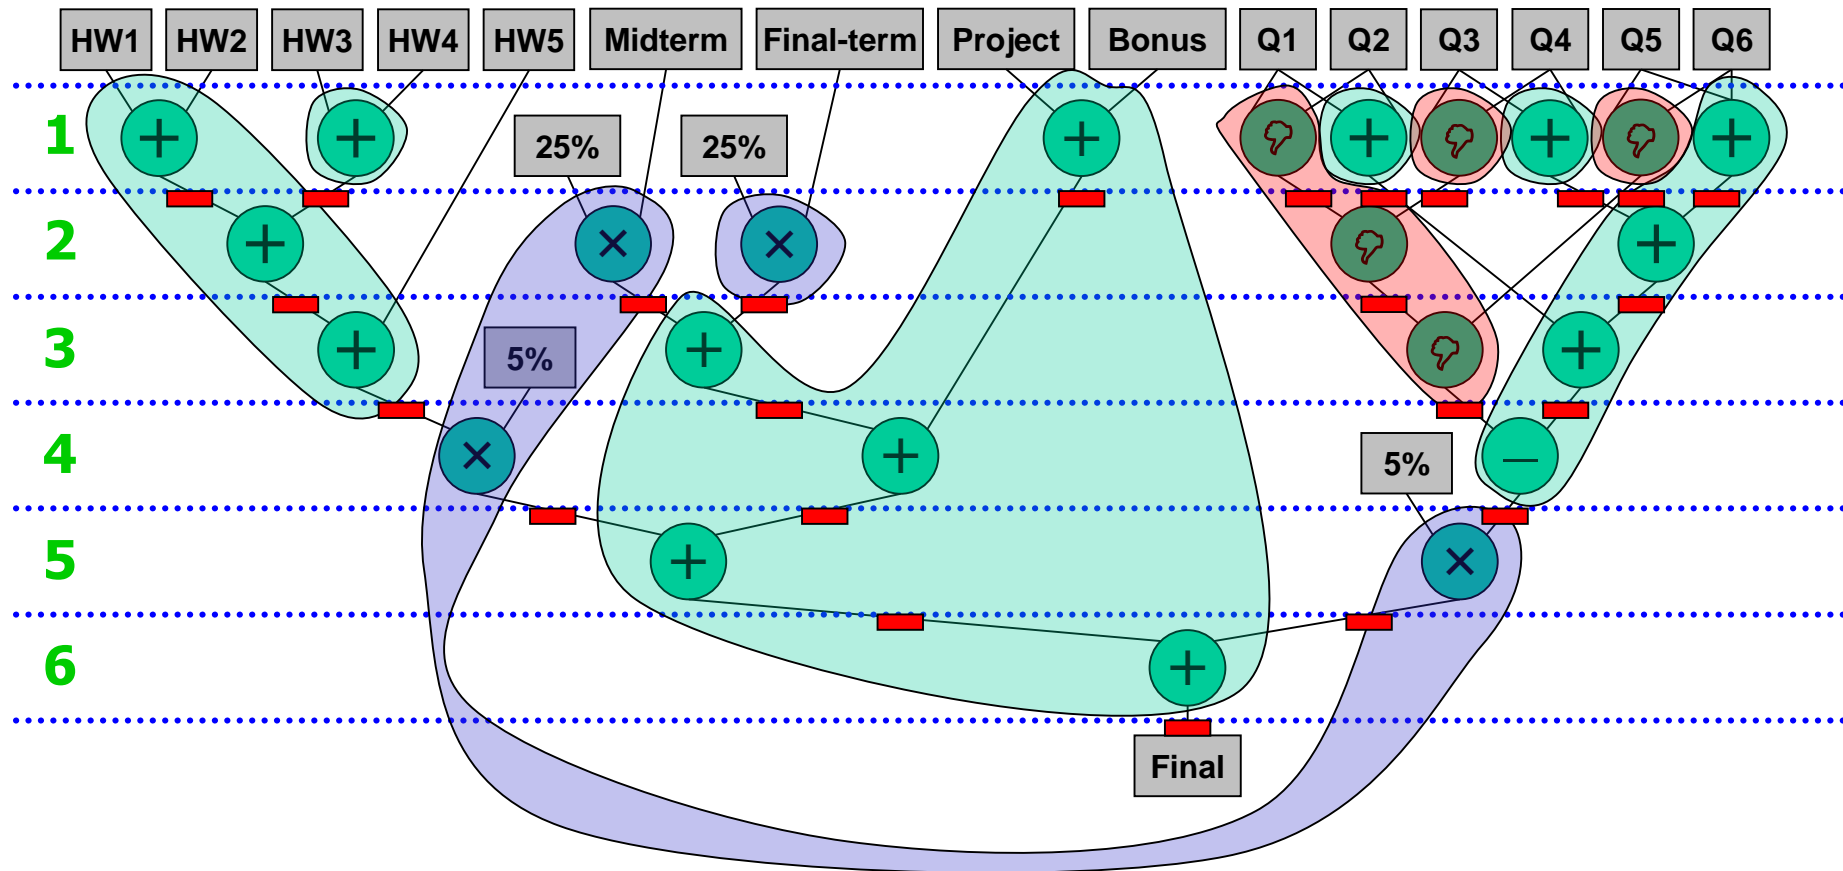 HW1 HW2 HW3 HW4 HW5 Midterm Final-term Project Bonus Q1 Q2 Q3 Q4 Q5 Q6
1 + + 25% 25% + + + +
2 + × × +
3 + 5% + +
4 × + 5% −
5 + ×
6 +
Final